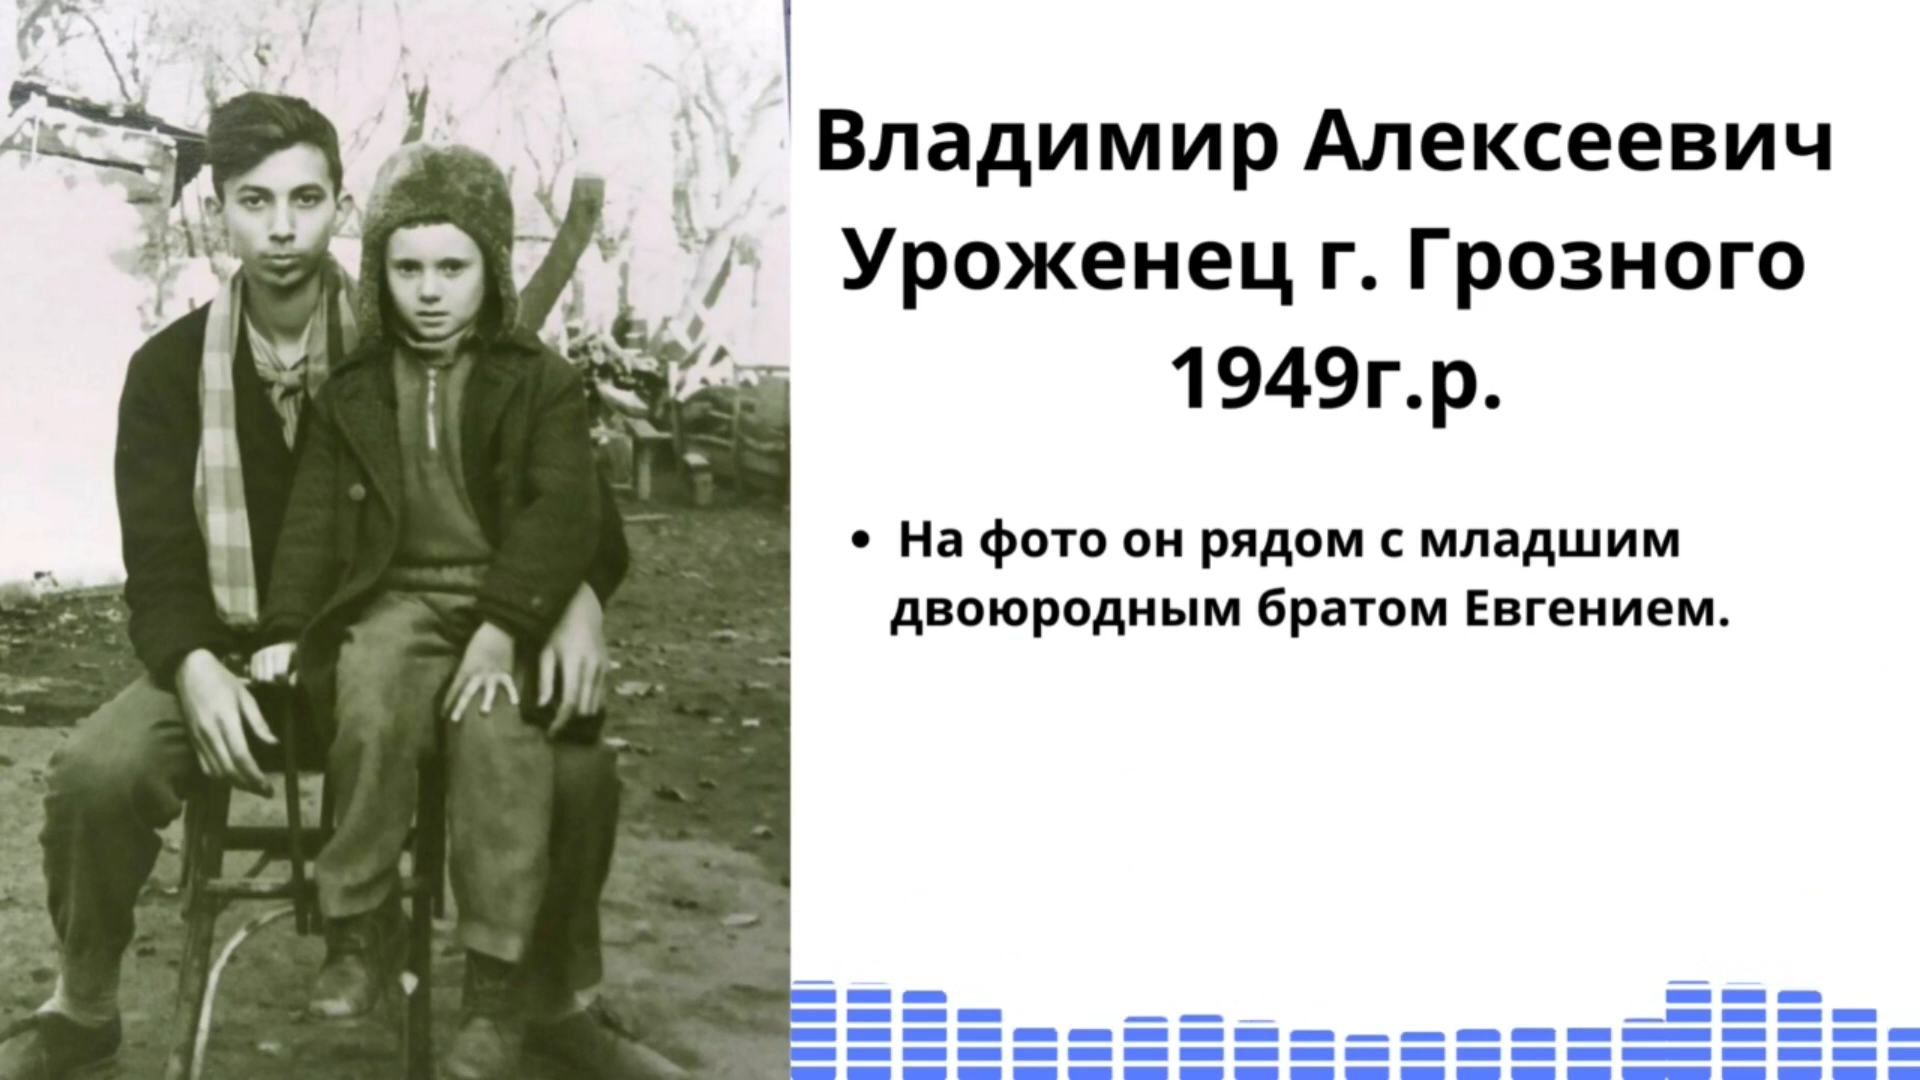 Владимир Алексеевич
Уроженец г. Грозного
1949г.р.
• На фото он рядом с младшим
двоюродным братом Евгением.